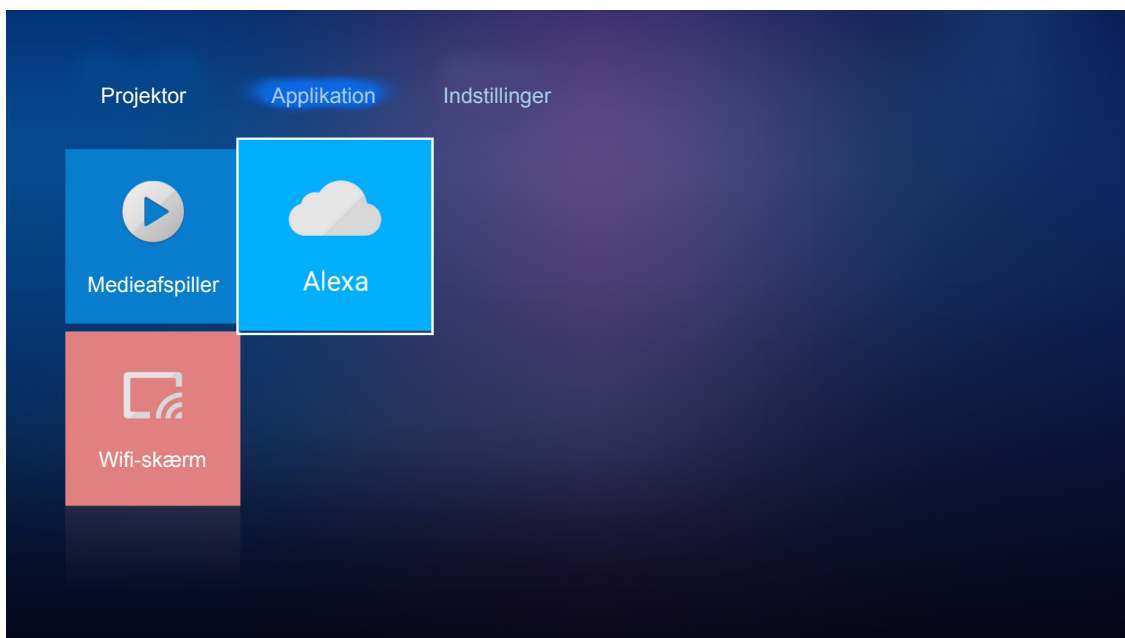 Projektor Applikation Indstillinger
Medieafspiller
Alexa
Wifi-skærm